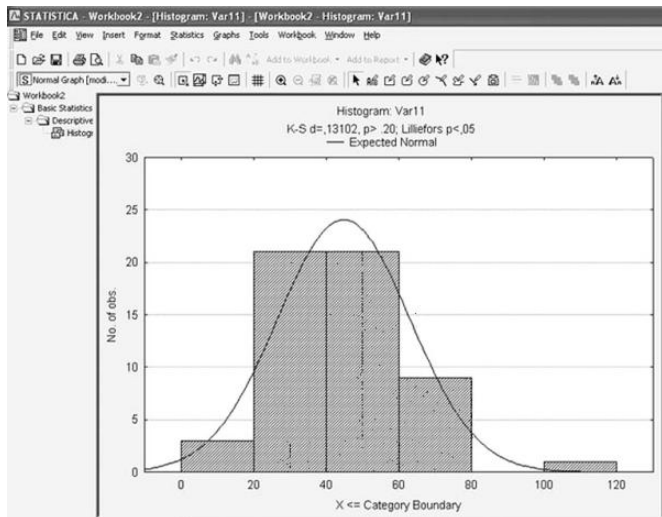 STATISTICA - Workbook2 - [Histogram: Var11] - [Workbook2 - Histogram: Var11]
File Edit View Insert Format Statistics Graphs Tools Workbook Window Help
Add to Workbook Add to Report
Normal Graph [modi...
Workbook2
Basic Statistics
Descriptive
Histogr
Histogram: Var11
K-S d=,13102, p> .20; Lilliefors p<,05
Expected Normal
30
25
20
15
10
5
0
No. of obs.
0 20 40 60 80 100 120
X <= Category Boundary